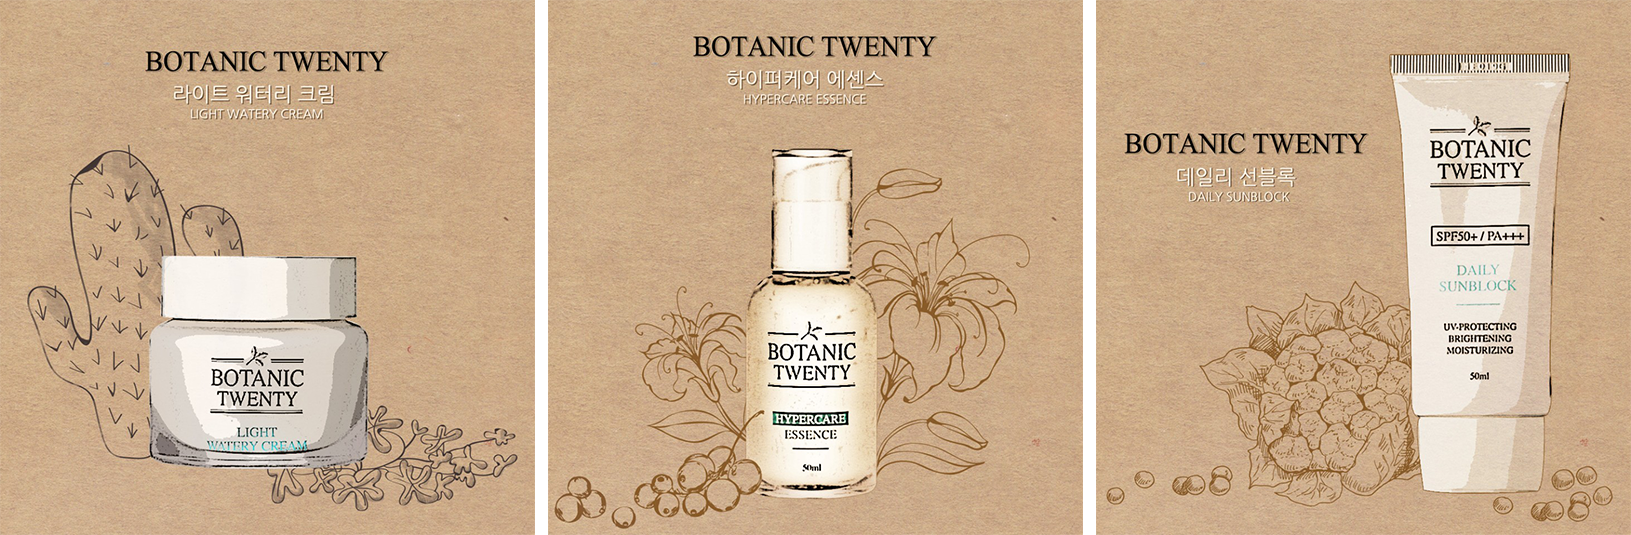 BOTANIC TWENTY
라이트 워터리 크림
LIGHT WATERY CREAM
BOTANIC
TWENTY
LIGHT
WATERY CREAM
BOTANIC TWENTY
하이퍼케어 에센스
HYPERCARE ESSENCE
BOTANIC
TWENTY
HYPERCARE
ESSENCE
50ml
BOTANIC TWENTY
데일리 선블록
DAILY SUNBLOCK
BOTANIC
TWENTY
SPF50+ / PA+++
DAILY
SUNBLOCK
UV-PROTECTING
BRIGHTENING
MOISTURIZING
50ml